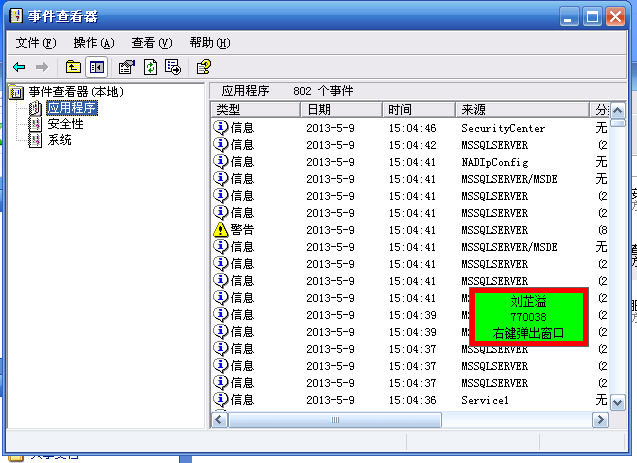 事件查看器
文件(F) 操作(A) 查看(V) 帮助(H)
事件查看器(本地)
应用程序
安全性
系统
应用程序 802 个事件
类型 日期 时间 来源
信息 2013-5-9 15:04:46 SecurityCenter 无
信息 2013-5-9 15:04:42 MSSQLSERVER (2
信息 2013-5-9 15:04:41 NADIpConfig 无
信息 2013-5-9 15:04:41 MSSQLSERVER/MSDE 无
信息 2013-5-9 15:04:41 MSSQLSERVER (2
信息 2013-5-9 15:04:41 MSSQLSERVER (2
警告 2013-5-9 15:04:41 MSSQLSERVER (8
信息 2013-5-9 15:04:41 MSSQLSERVER/MSDE 无
信息 2013-5-9 15:04:41 MSSQLSERVER (2
信息 2013-5-9 15:04:41 MSSQLSERVER (2
信息 2013-5-9 15:04:41 (2
信息 2013-5-9 15:04:39 (2
信息 2013-5-9 15:04:39 (2
信息 2013-5-9 15:04:37 MSSQLSERVER (2
信息 2013-5-9 15:04:37 MSSQLSERVER (2
信息 2013-5-9 15:04:37 MSSQLSERVER (2
信息 2013-5-9 15:04:36 Service1 无
刘芷溢
770038
右键弹出窗口